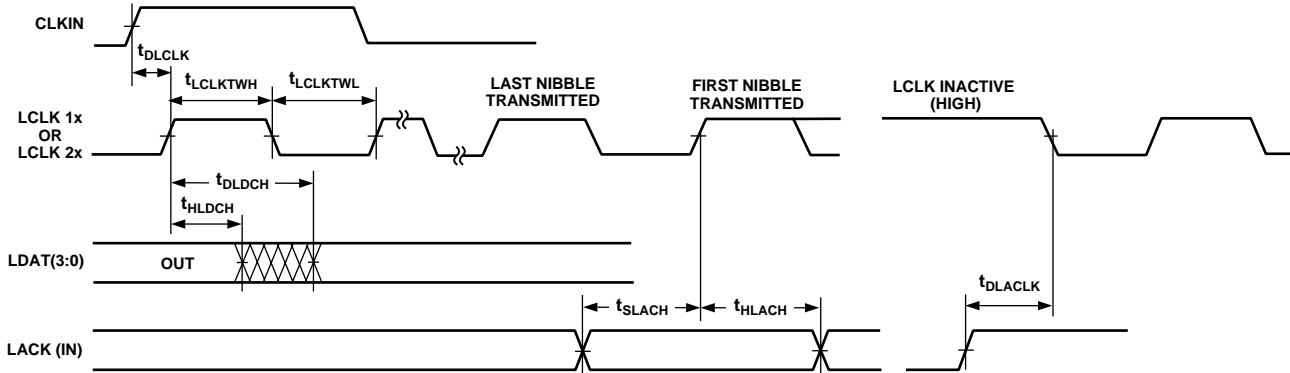 CLKIN
tDLCLK
tLCLKTWH
tLCLKTWL
LAST NIBBLE
TRANSMITTED
FIRST NIBBLE
TRANSMITTED
LCLK INACTIVE
(HIGH)
LCLK 1x
OR
LCLK 2x
tDLDCH
tHLDCH
LDAT(3:0)
OUT
tSLACH
tHLACH
tDLACLK
LACK (IN)